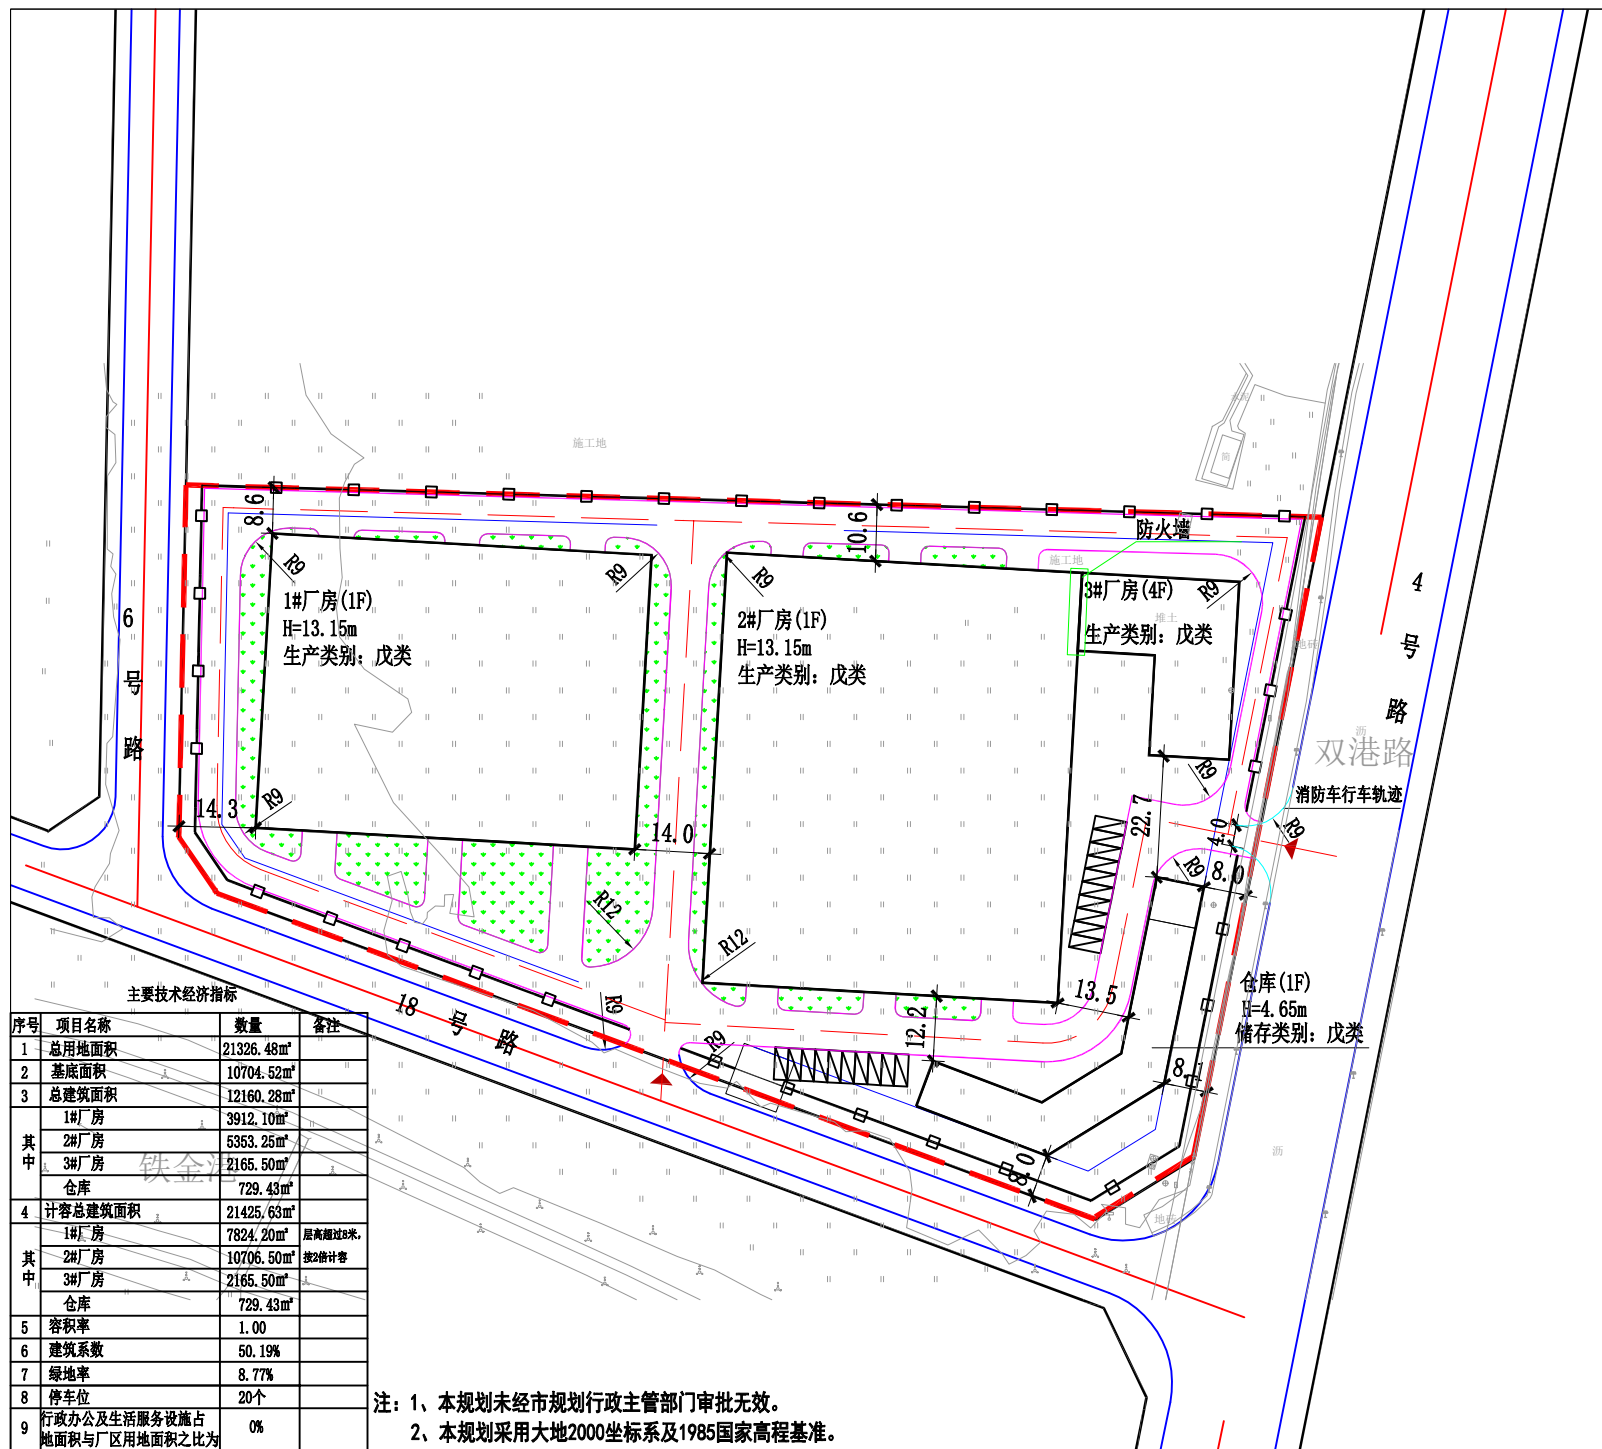 施工地
水泥
简
8.6
10.6
防火墙
施工地
R9
R9
R9
R9
1#厂房(1F)
H=13.15m
生产类别：戊类
2#厂房(1F)
H=13.15m
生产类别：戊类
3#厂房(4F)
堆土
生产类别：戊类
地砖
6
号
路
4
号
路
沥
双港路
消防车行车轨迹
R9
R9
14.3
R9
14.0
22.7
4.0
R9
R9
8.0
R12
R12
13.5
12.2
R9
R9
18
号
路
仓库(1F)
H=4.65m
储存类别：戊类
8.1
8.0
沥
地砖
铁金港
主要技术经济指标
序号 项目名称 数量 备注
1 总用地面积 21326.48㎡
2 基底面积 10704.52㎡
3 总建筑面积 12160.28㎡
其中
1#厂房 3912.10㎡
2#厂房 5353.25㎡
3#厂房 2165.50㎡
仓库 729.43㎡
4 计容总建筑面积 21425.63㎡
其中
1#厂房 7824.20㎡ 层高超过8米，
2#厂房 10706.50㎡ 按2倍计容
3#厂房 2165.50㎡
仓库 729.43㎡
5 容积率 1.00
6 建筑系数 50.19%
7 绿地率 8.77%
8 停车位 20个
9 行政办公及生活服务设施占
地面积与厂区用地面积之比为 0%
注：1、本规划未经市规划行政主管部门审批无效。
2、本规划采用大地2000坐标系及1985国家高程基准。